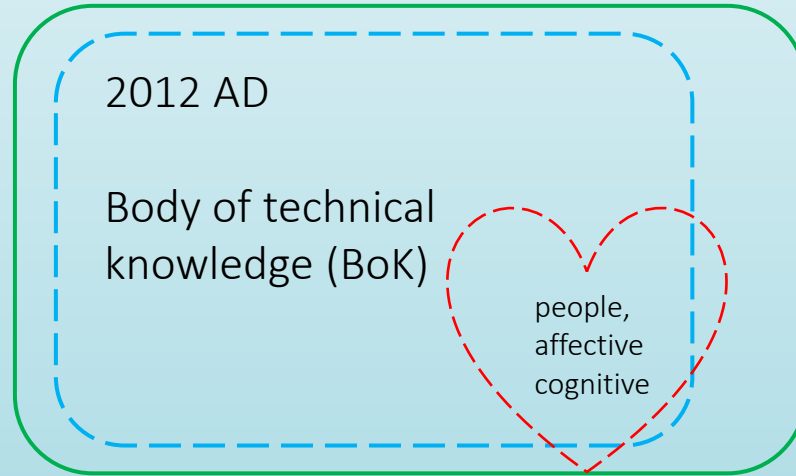 2012 AD
Body of technical
knowledge (BoK)
people,
affective
cognitive